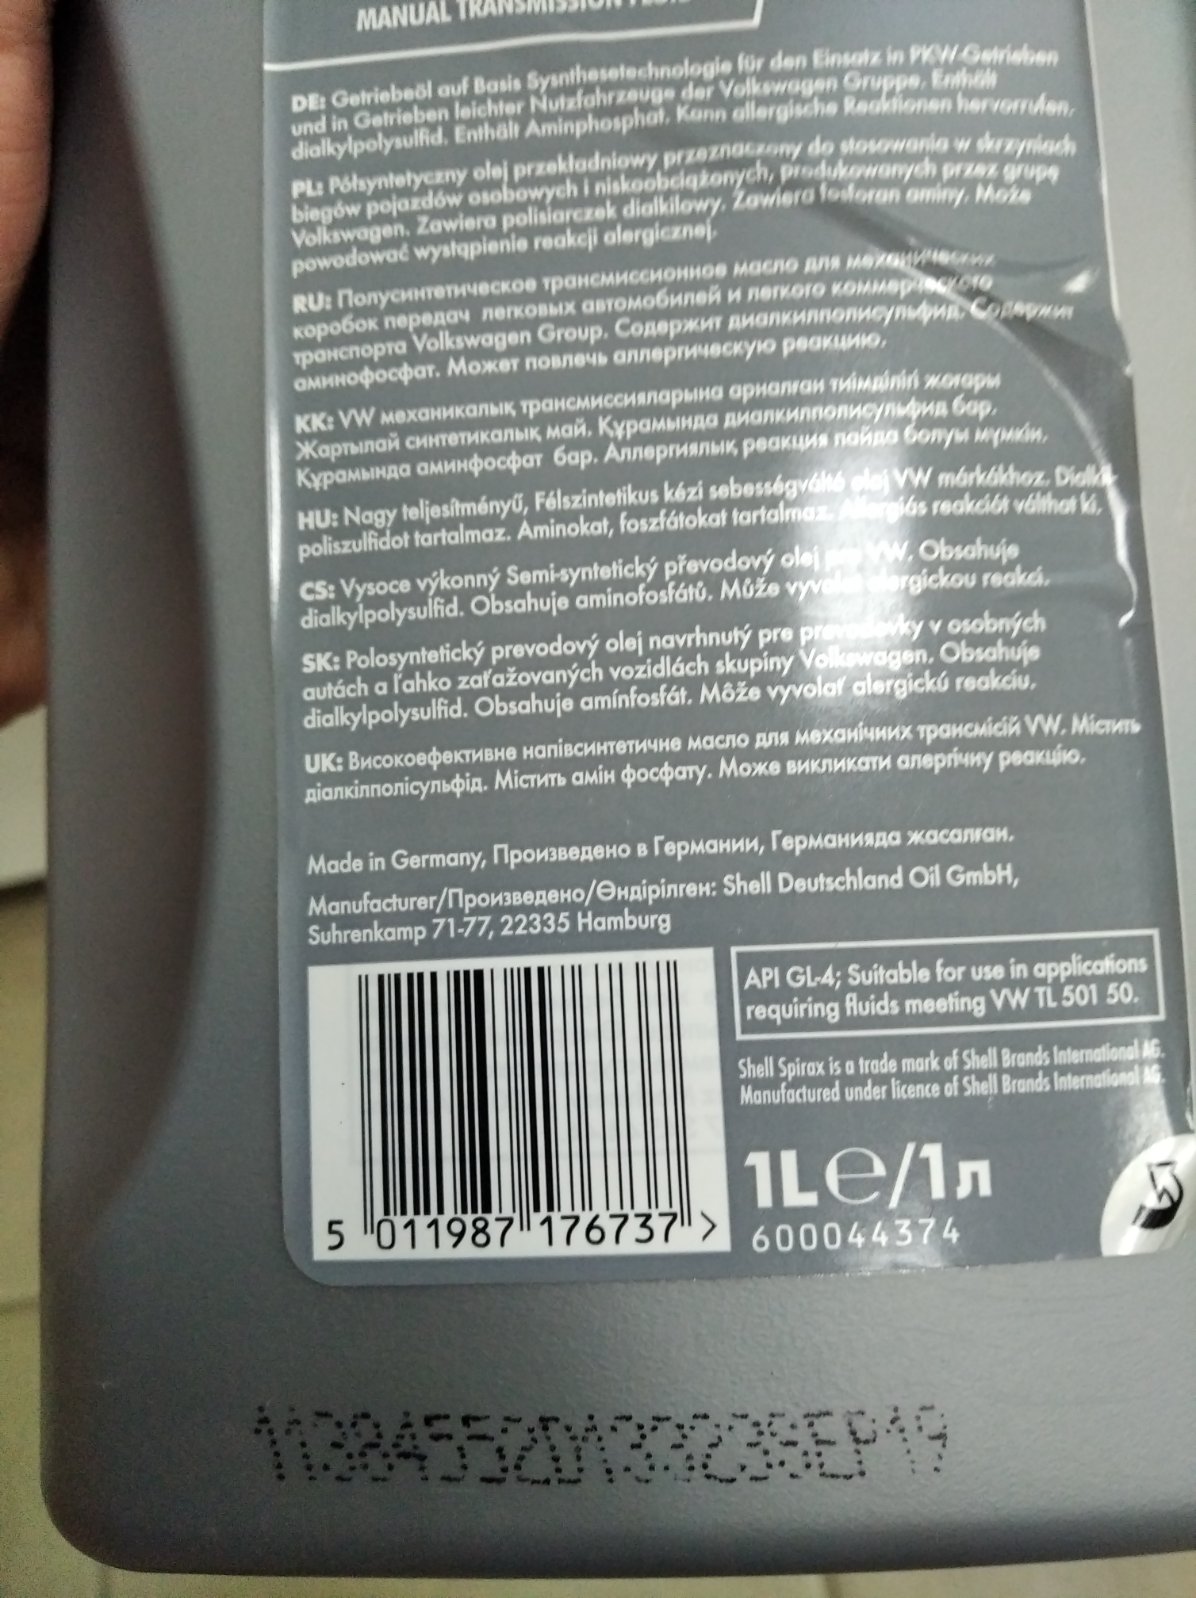 MANUAL TRANSMISSION FLUID
DE: Getriebeöl auf Basis Sysnthesetechnologie für den Einsatz in PKW-Getrieben
und in Getrieben leichter Nutzfahrzeuge der Volkswagen Gruppe. Enthält
dialkylpolysulfid. Enthält Aminphosphat. Kann allergische Reaktionen hervorrufen.
PL: Półsyntetyczny olej przekładniowy przeznaczony do stosowania w skrzyniach
biegów pojazdów osobowych i niskoobciążonych, produkowanych przez grupę
Volkswagen. Zawiera polisiarczek dialkilowy. Zawiera fosforan aminy. Może
powodować wystąpienie reakcji alergicznej.
RU: Полусинтетическое трансмиссионное масло для механических
коробок передач легковых автомобилей и легкого коммерческого
транспорта Volkswagen Group. Содержит диалкилполисульфид. Содержит
аминофосфат. Может повлечь аллергическую реакцию.
KK: VW механикалық трансмиссияларына арналған тиімділігі жоғары
Жартылай синтетикалық май. Құрамында диалкилполисульфид бар.
Құрамында аминфосфат бар. Аллергиялық реакция пайда болуы мүмкін.
HU: Nagy teljesítményű, Félszintetikus kézi sebességváltó olaj VW márkákhoz. Dialkil-
poliszulfidot tartalmaz. Aminokat, foszfátokat tartalmaz. Allergiás reakciót válthat ki.
CS: Vysoce výkonný Semi-syntetický převodový olej pro VW. Obsahuje
dialkylpolysulfid. Obsahuje aminofosfátů. Může vyvolat alergickou reakci.
SK: Polosyntetický prevodový olej navrhnutý pre prevodovky v osobných
autách a ľahko zaťažovaných vozidlách skupiny Volkswagen. Obsahuje
dialkylpolysulfid. Obsahuje amínfosfát. Môže vyvolať alergickú reakciu.
UK: Високоефективне напівсинтетичне масло для механічних трансмісій VW. Містить
діалкілполісульфід. Містить амін фосфату. Може викликати алергічну реакцію.
Made in Germany, Произведено в Германии, Германияда жасалған.
Manufacturer/Произведено/Өндірілген: Shell Deutschland Oil GmbH,
Suhrenkamp 71-77, 22335 Hamburg
API GL-4; Suitable for use in applications
requiring fluids meeting VW TL 501 50.
Shell Spirax is a trade mark of Shell Brands International AG.
Manufactured under licence of Shell Brands International AG.
1L℮/1л
600044374
5 011987 176737 >